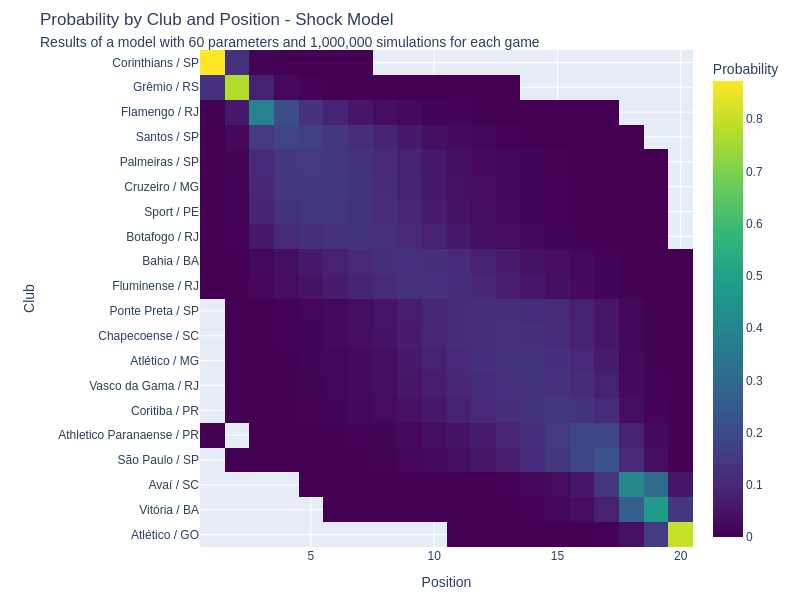 Probability by Club and Position - Shock Model
Results of a model with 60 parameters and 1,000,000 simulations for each game
Probability
Club
Corinthians / SP
Grêmio / RS
Flamengo / RJ
Santos / SP
Palmeiras / SP
Cruzeiro / MG
Sport / PE
Botafogo / RJ
Bahia / BA
Fluminense / RJ
Ponte Preta / SP
Chapecoense / SC
Atlético / MG
Vasco da Gama / RJ
Coritiba / PR
Athletico Paranaense / PR
São Paulo / SP
Avaí / SC
Vitória / BA
Atlético / GO
0.8
0.7
0.6
0.5
0.4
0.3
0.2
0.1
0
5 10 15 20
Position